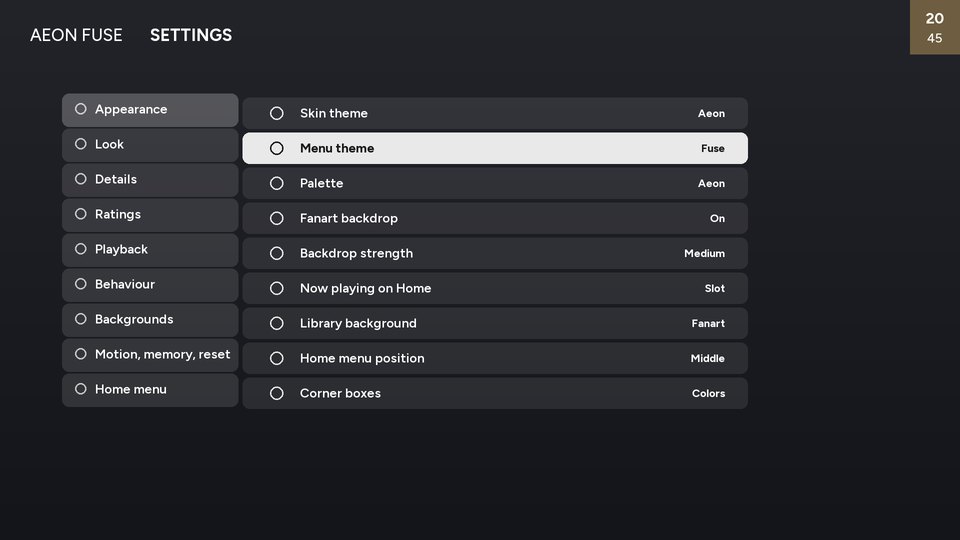 AEON FUSE SETTINGS
20
45
Appearance
Look
Details
Ratings
Playback
Behaviour
Backgrounds
Motion, memory, reset
Home menu
Skin theme Aeon
Menu theme Fuse
Palette Aeon
Fanart backdrop On
Backdrop strength Medium
Now playing on Home Slot
Library background Fanart
Home menu position Middle
Corner boxes Colors